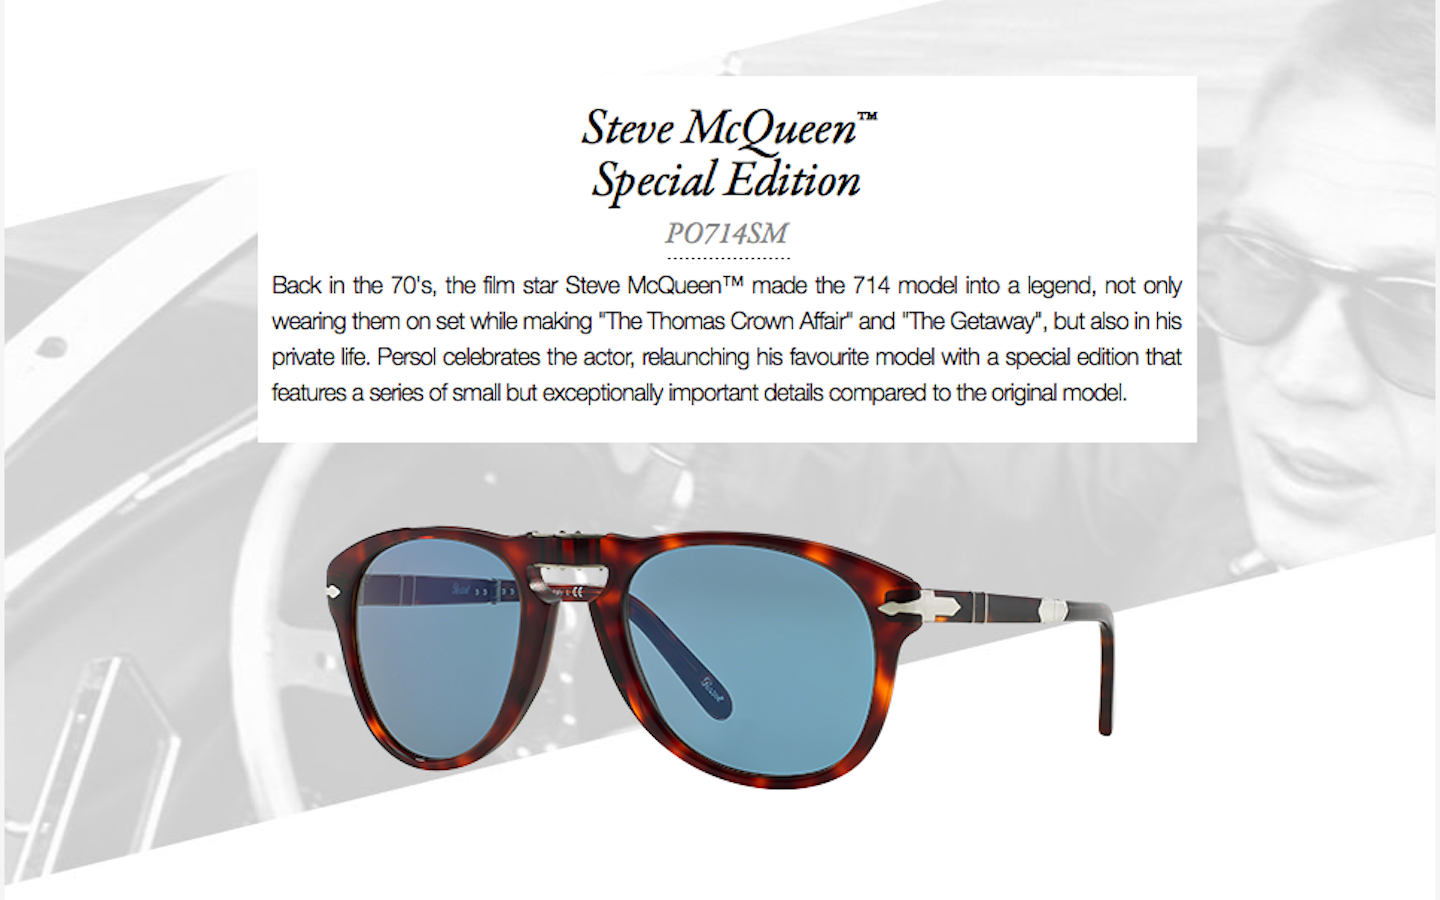 Steve McQueen™
Special Edition
PO714SM
Back in the 70's, the film star Steve McQueen™ made the 714 model into a legend, not only
wearing them on set while making "The Thomas Crown Affair" and "The Getaway", but also in his
private life. Persol celebrates the actor, relaunching his favourite model with a special edition that
features a series of small but exceptionally important details compared to the original model.
Persol
CE
Persol